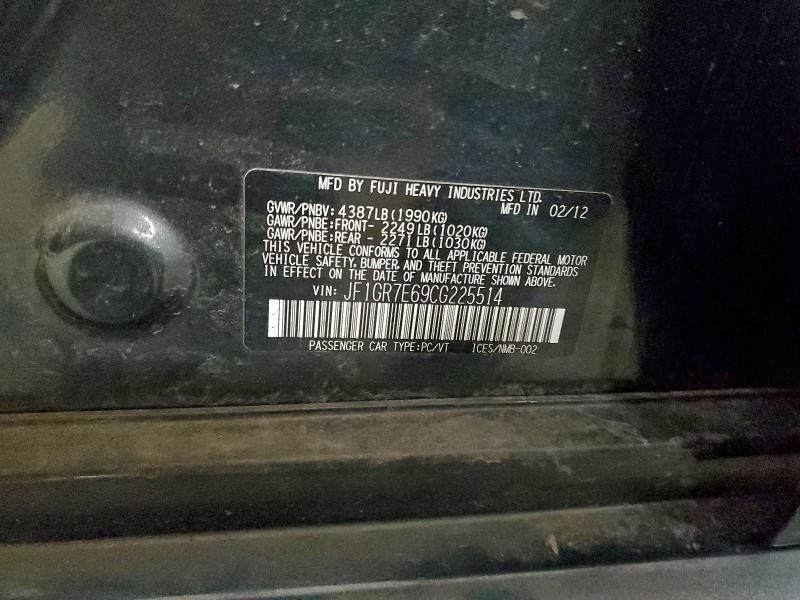 MFD BY FUJI HEAVY INDUSTRIES LTD.
MFD IN 02/12
GVWR/PNBV: 4387LB(1990KG)
GAWR/PNBE:FRONT- 2249LB(1020KG)
GAWR/PNBE:REAR - 2271LB(1030KG)
THIS VEHICLE CONFORMS TO ALL APPLICABLE FEDERAL MOTOR
VEHICLE SAFETY, BUMPER, AND THEFT PREVENTION STANDARDS
IN EFFECT ON THE DATE OF MANUFACTURE SHOWN ABOVE.
VIN: JF1GR7E69CG225514
PASSENGER CAR TYPE:PC/VT ICES/NMB-002